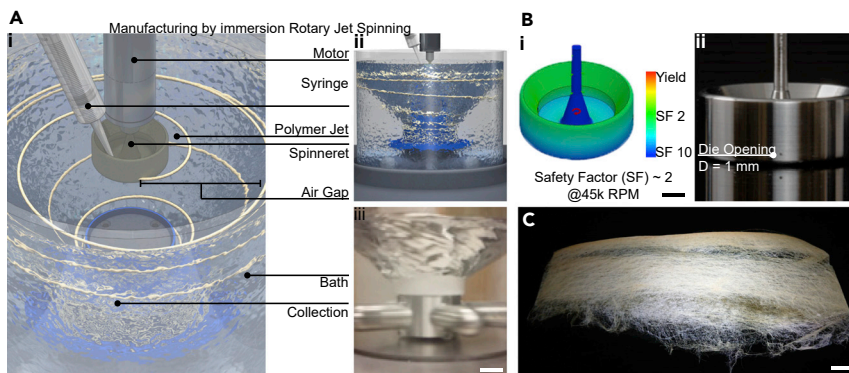 A
Manufacturing by immersion Rotary Jet Spinning
i
Motor
Syringe
Polymer Jet
Spinneret
Air Gap
Bath
Collection
ii
iii
B
i
Yield
SF 2
SF 10
Safety Factor (SF) ~ 2
@45k RPM
ii
Die Opening
D = 1 mm
C